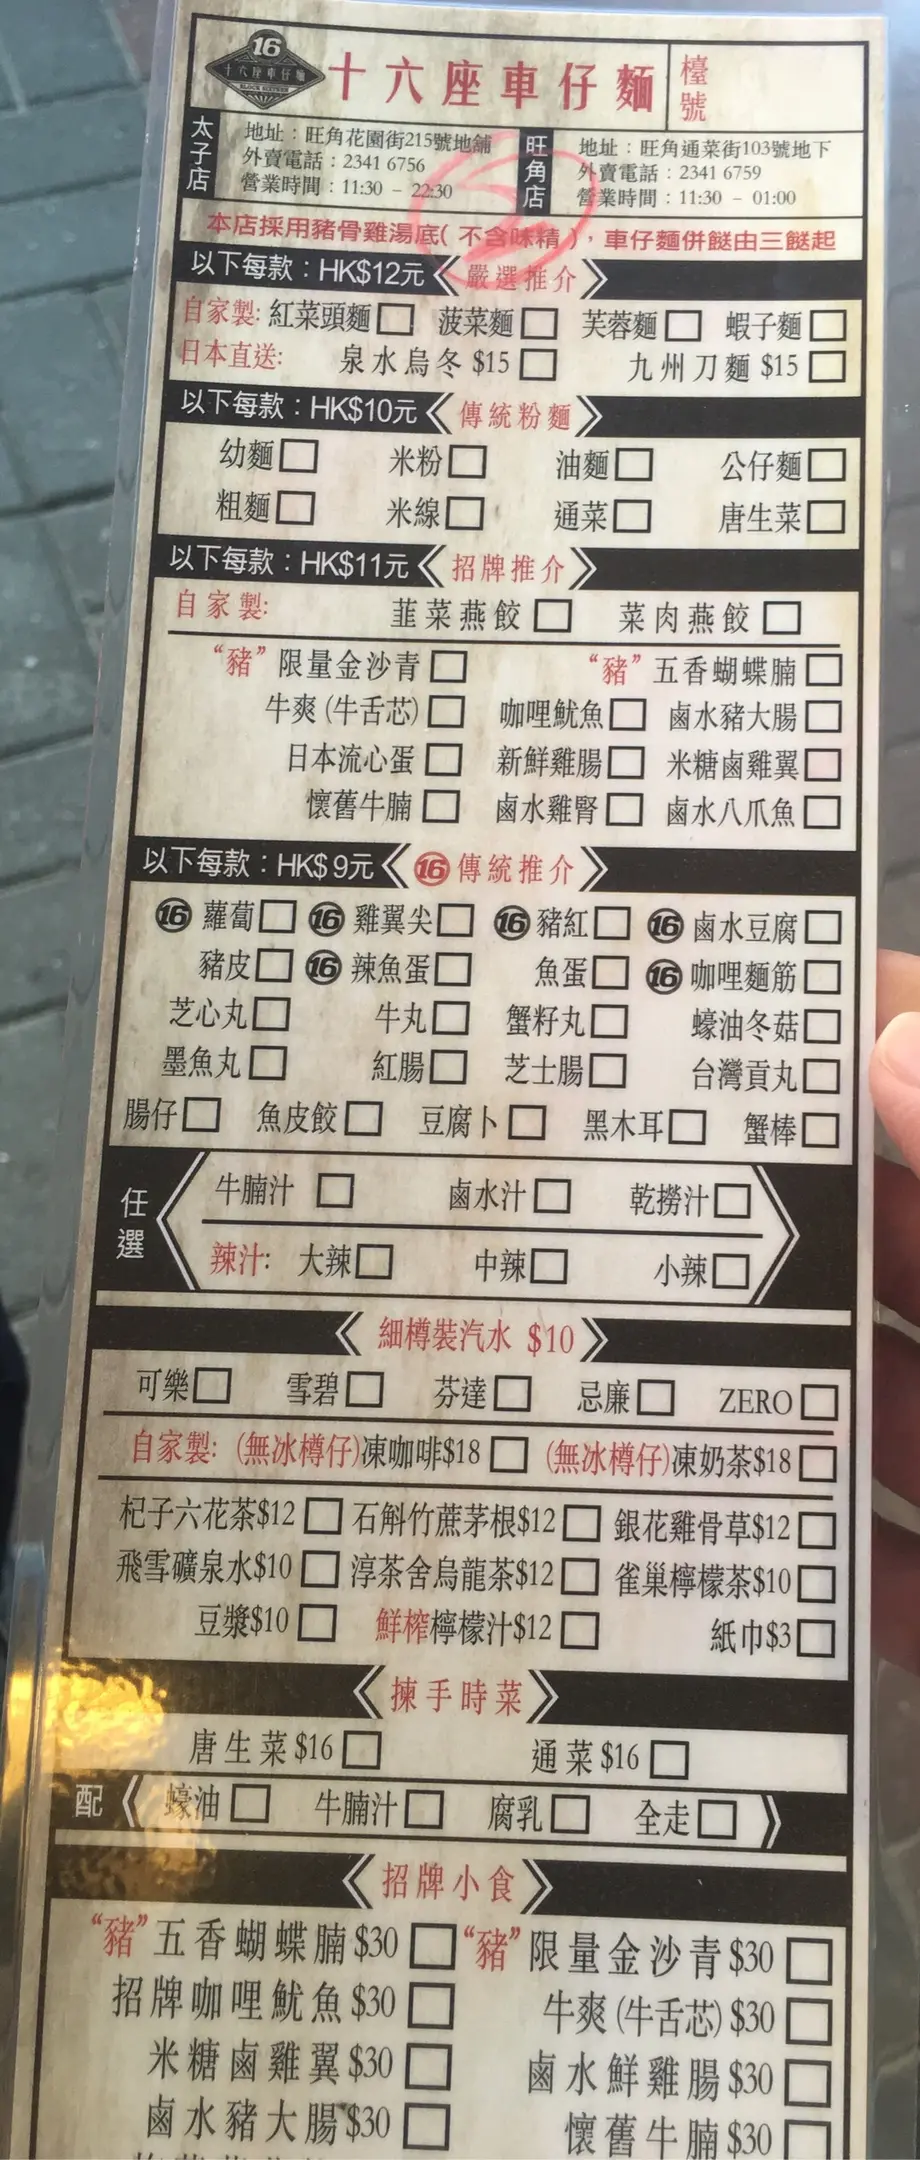 16
十六座車仔麵
BLOCK SIXTEEN
十六座車仔麵
檯號
太子店
地址：旺角花園街215號地舖
外賣電話：2341 6756
營業時間：11:30 － 22:30
旺角店
地址：旺角通菜街103號地下
外賣電話：2341 6759
營業時間：11:30 － 01:00
本店採用豬骨雞湯底(不含味精)，車仔麵併餸由三餸起
以下每款：HK$12元 嚴選推介
自家製: 紅菜頭麵 菠菜麵 芙蓉麵 蝦子麵
日本直送: 泉水烏冬 $15 九州刀麵 $15
以下每款：HK$10元 傳統粉麵
幼麵 米粉 油麵 公仔麵
粗麵 米線 通菜 唐生菜
以下每款：HK$11元 招牌推介
自家製: 韮菜燕餃 菜肉燕餃
“豬”限量金沙青 “豬”五香蝴蝶腩
牛爽(牛舌芯) 咖哩魷魚 鹵水豬大腸
日本流心蛋 新鮮雞腸 米糖鹵雞翼
懷舊牛腩 鹵水雞腎 鹵水八爪魚
以下每款：HK$ 9元 16 傳統推介
16 蘿蔔 16 雞翼尖 16 豬紅 16 鹵水豆腐
豬皮 16 辣魚蛋 魚蛋 16 咖哩麵筋
芝心丸 牛丸 蟹籽丸 蠔油冬菇
墨魚丸 紅腸 芝士腸 台灣貢丸
腸仔 魚皮餃 豆腐卜 黑木耳 蟹棒
任選
牛腩汁 鹵水汁 乾撈汁
辣汁: 大辣 中辣 小辣
細樽裝汽水 $10
可樂 雪碧 芬達 忌廉 ZERO
自家製: (無冰樽仔)凍咖啡$18 (無冰樽仔)凍奶茶$18
杞子六花茶$12 石斛竹蔗茅根$12 銀花雞骨草$12
飛雪礦泉水$10 淳茶舍烏龍茶$12 雀巢檸檬茶$10
豆漿$10 鮮榨檸檬汁$12 紙巾$3
揀手時菜
唐生菜$16 通菜$16
配 蠔油 牛腩汁 腐乳 全走
招牌小食
“豬”五香蝴蝶腩$30 “豬”限量金沙青$30
招牌咖哩魷魚$30 牛爽(牛舌芯)$30
米糖鹵雞翼$30 鹵水鮮雞腸$30
鹵水豬大腸$30 懷舊牛腩$30